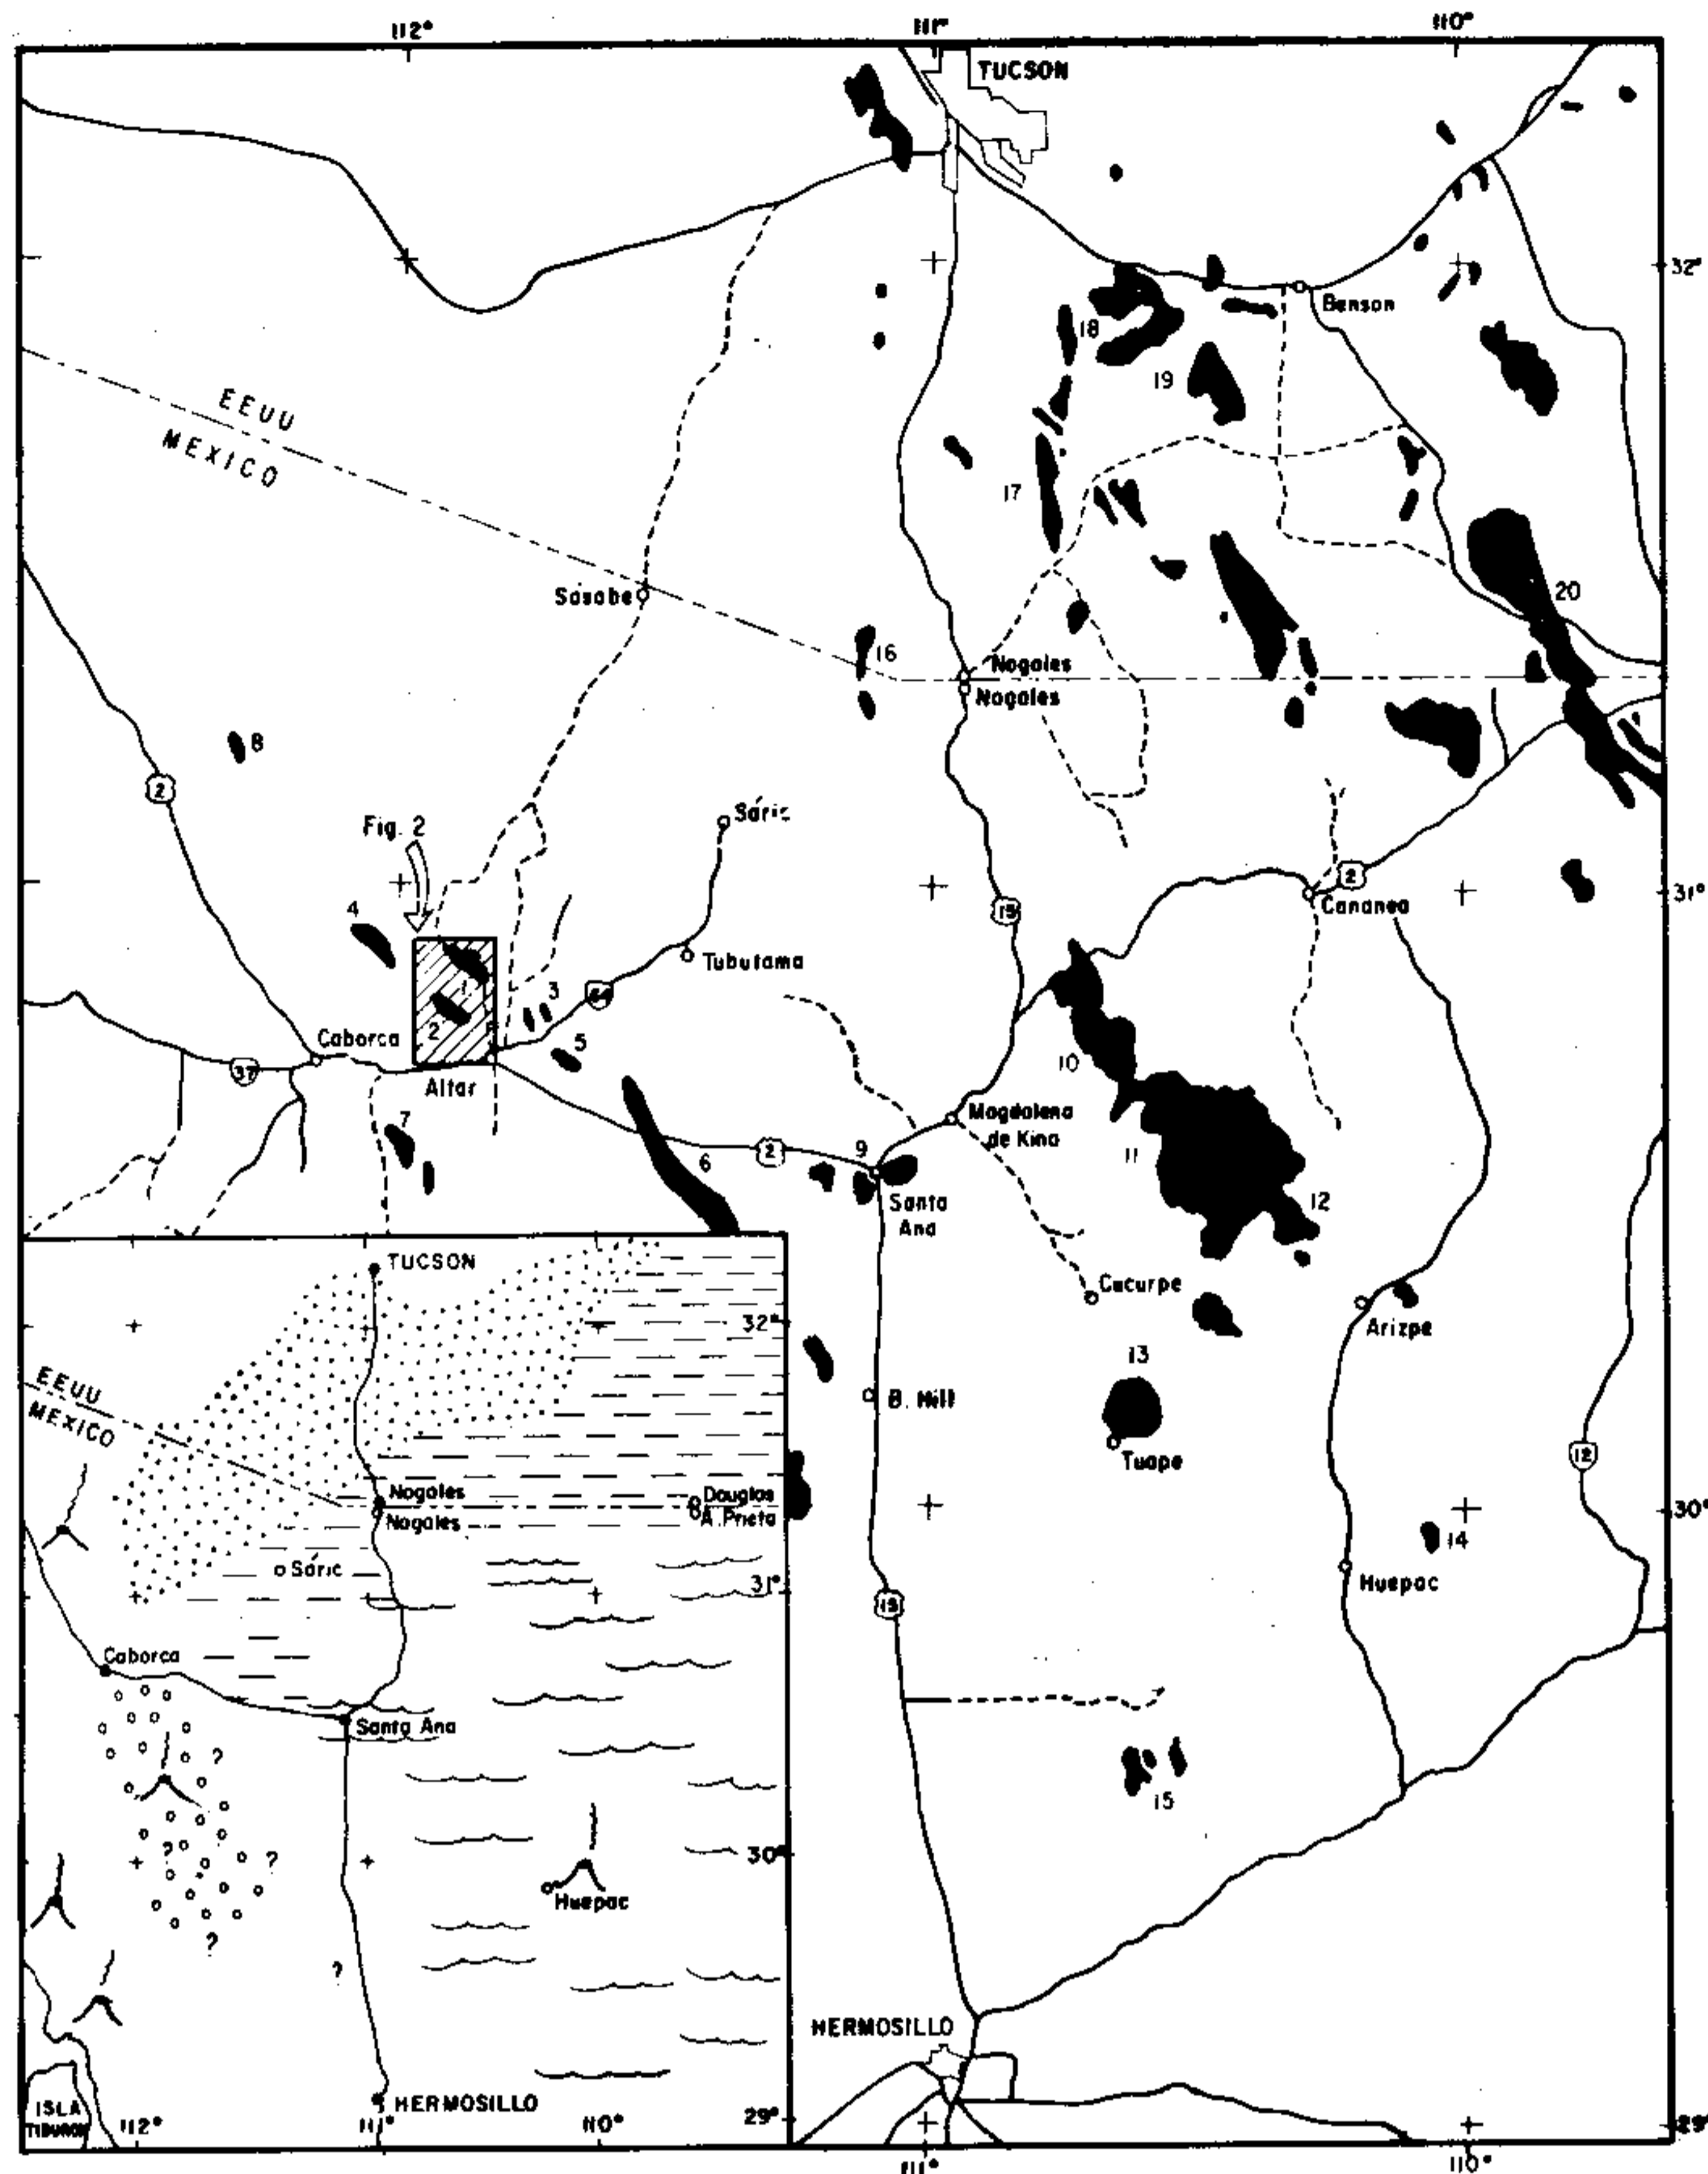 112°
111°
110°
TUCSON
32°
Benson
18
19
EEUU
MEXICO
17
20
Sásabe
16
Nogales
Nogales
8
2
Sáric
Fig. 2
31°
2
Cananea
4
15
Tubutama
1
3
2
5
Caborca
37
Altar
10
7
Magdalena
de Kino
9
2
6
11
Santa
Ana
12
Cucurpe
Arizpe
13
B. Hill
Tuape
12
30°
14
Huepac
15
15
HERMOSILLO
29°
111°
110°
TUCSON
32°
EEUU
MEXICO
Nogales
Nogales
Douglas
A. Prieta
Sáric
31°
Caborca
Santa Ana
?
?
?
30°
Huepac
?
?
ISLA
TIBURON
112°
111°
HERMOSILLO
110°
29°